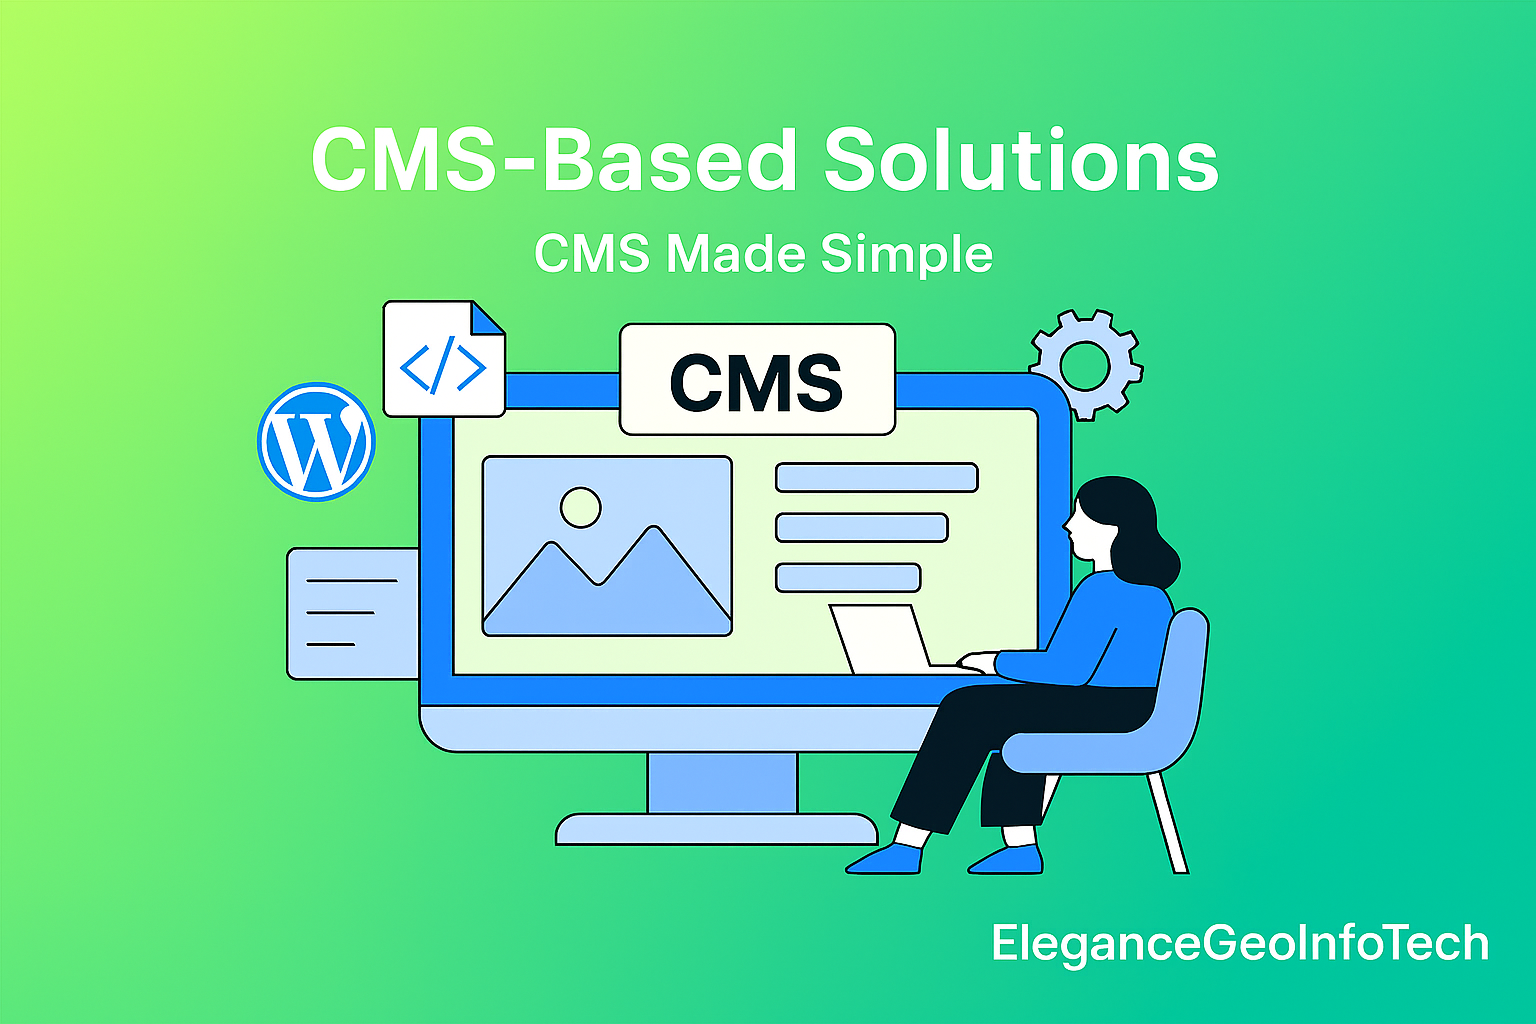 CMS-Based Solutions
CMS Made Simple
</>
CMS
W
EleganceGeoInfoTech